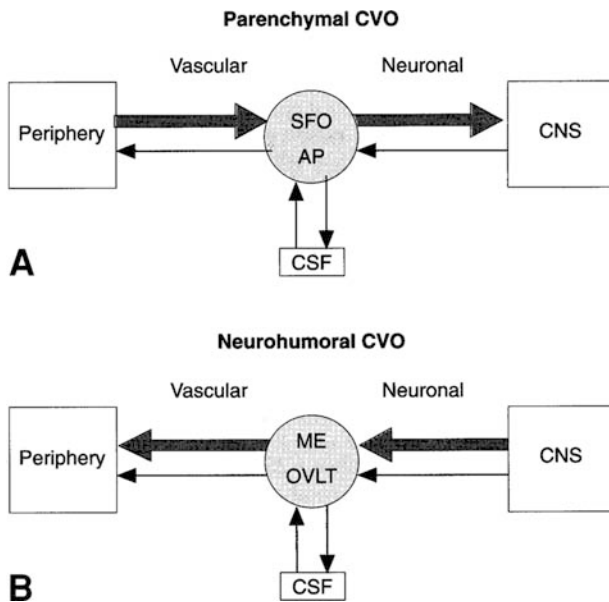 Parenchymal CVO
Vascular
Neuronal
Periphery
SFO
AP
CNS
CSF
A
Neurohumoral CVO
Vascular
Neuronal
Periphery
ME
OVLT
CNS
CSF
B